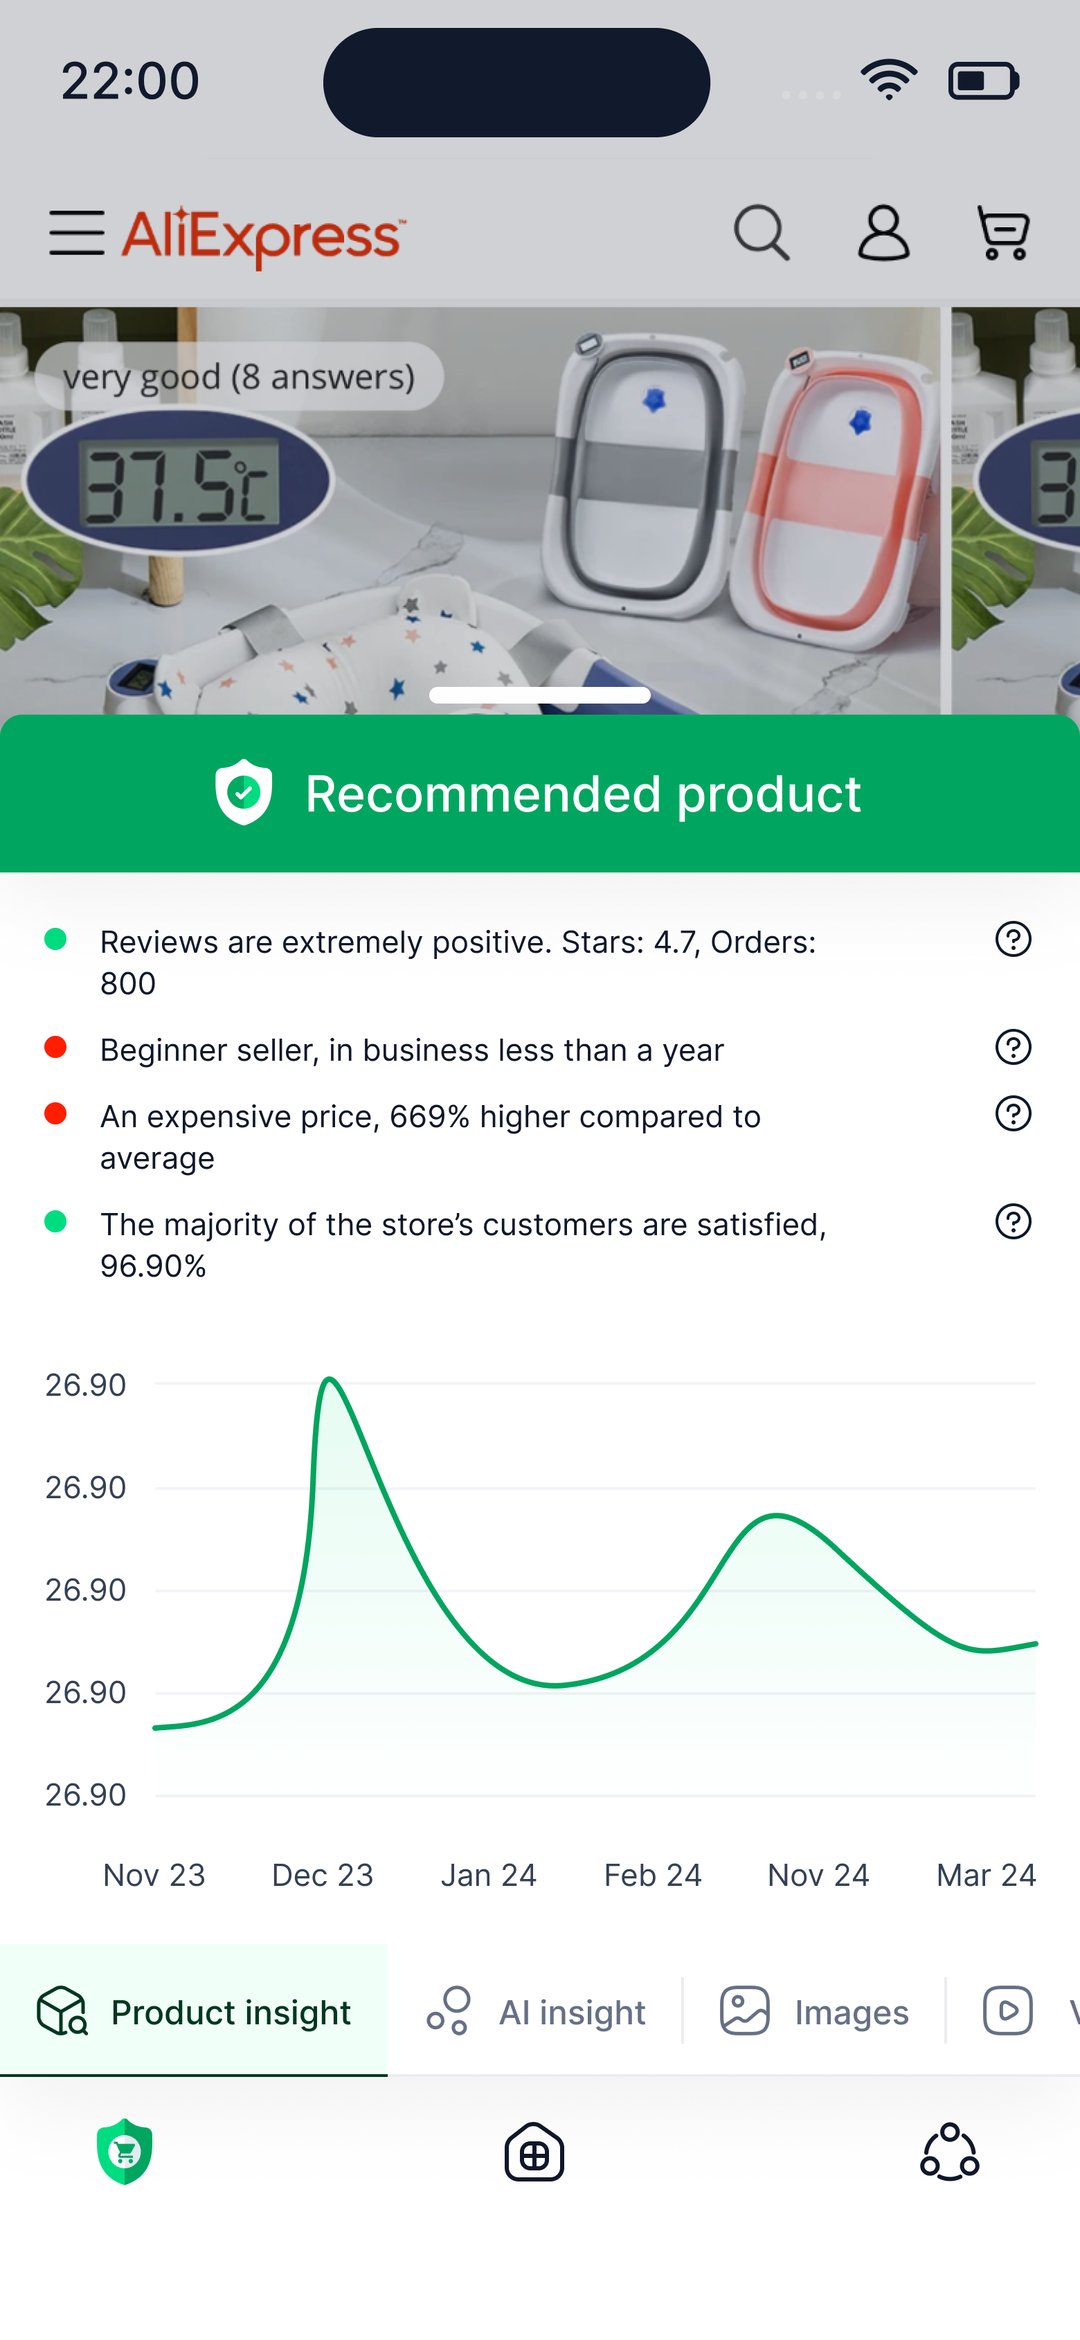 22:00
AliExpress™
very good (8 answers)
37.5°c
3
Recommended product
Reviews are extremely positive. Stars: 4.7, Orders:
800
Beginner seller, in business less than a year
An expensive price, 669% higher compared to
average
The majority of the store’s customers are satisfied,
96.90%
26.90
26.90
26.90
26.90
26.90
Nov 23
Dec 23
Jan 24
Feb 24
Nov 24
Mar 24
Product insight
AI insight
Images